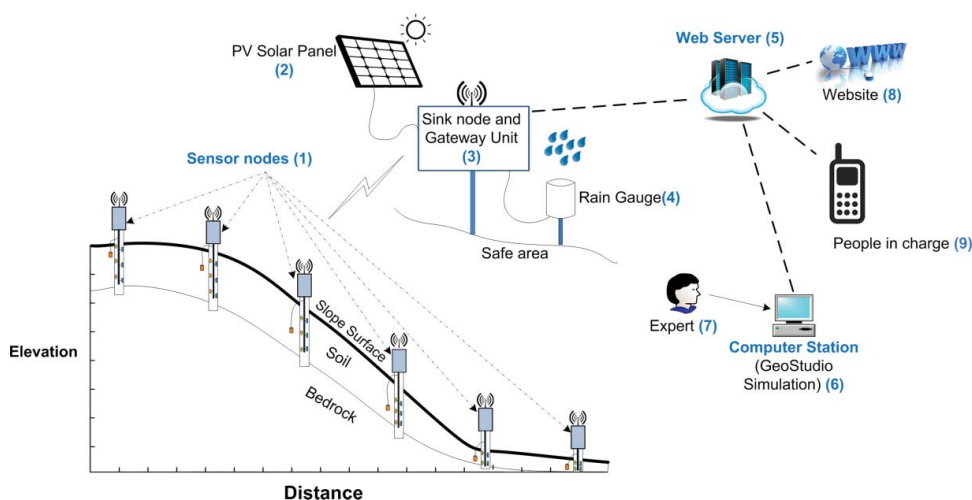 PV Solar Panel
(2)
Sink node and
Gateway Unit
(3)
Web Server (5)
WWW
Website (8)
Sensor nodes (1)
Rain Gauge(4)
Safe area
People in charge (9)
Expert (7)
Computer Station
(GeoStudio
Simulation) (6)
Elevation
Slope Surface
Soil
Bedrock
Distance